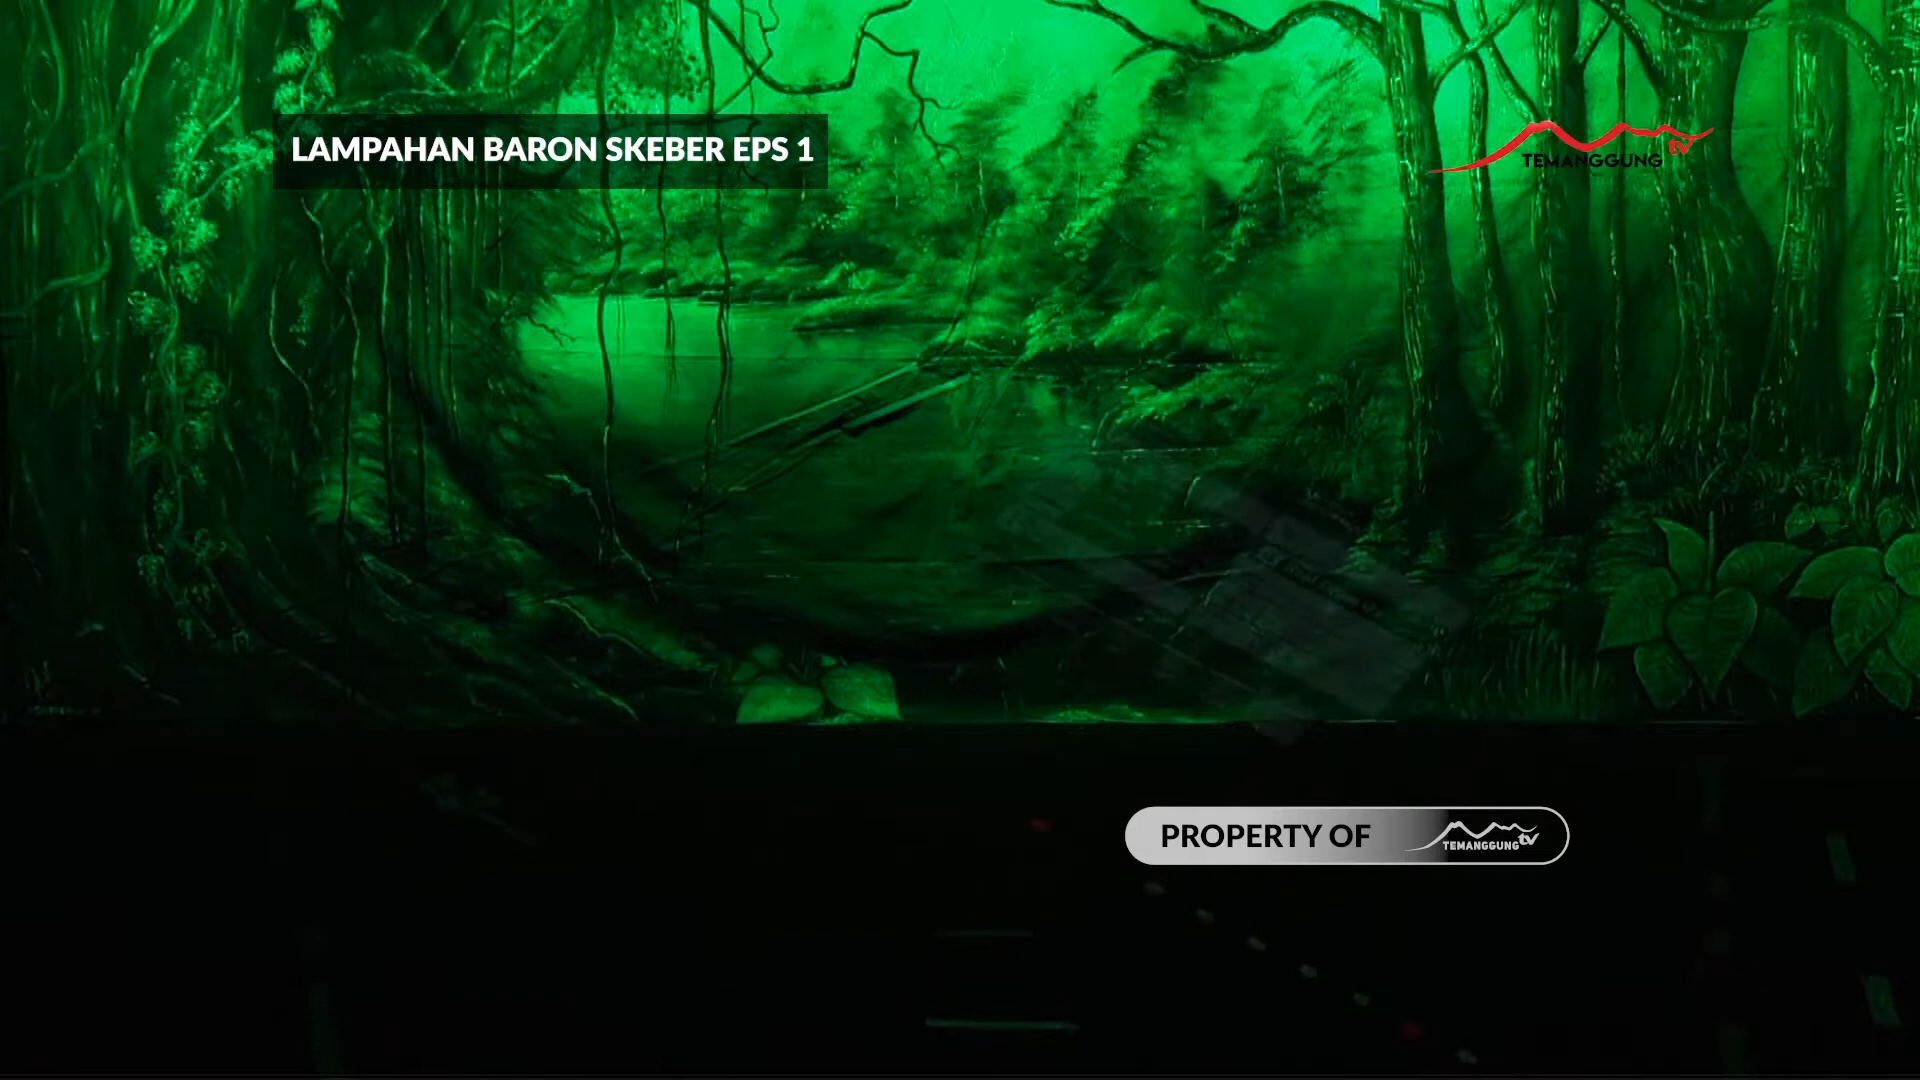 LAMPAHAN BARON SKEBER EPS 1
TEMANGGUNG tv
PROPERTY OF TEMANGGUNG tv